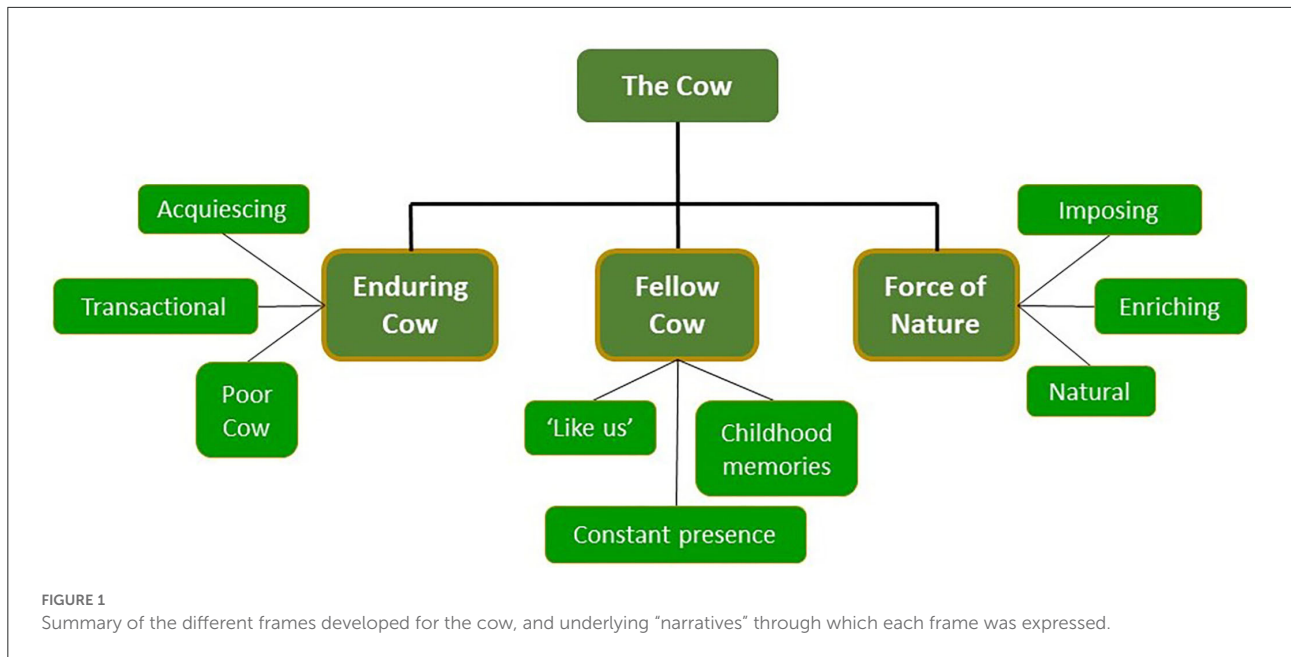 The Cow
Acquiescing
Transactional
Poor
Cow
Enduring
Cow
Fellow
Cow
'Like us'
Childhood
memories
Constant presence
Force of
Nature
Imposing
Enriching
Natural
FIGURE 1
Summary of the different frames developed for the cow, and underlying "narratives" through which each frame was expressed.